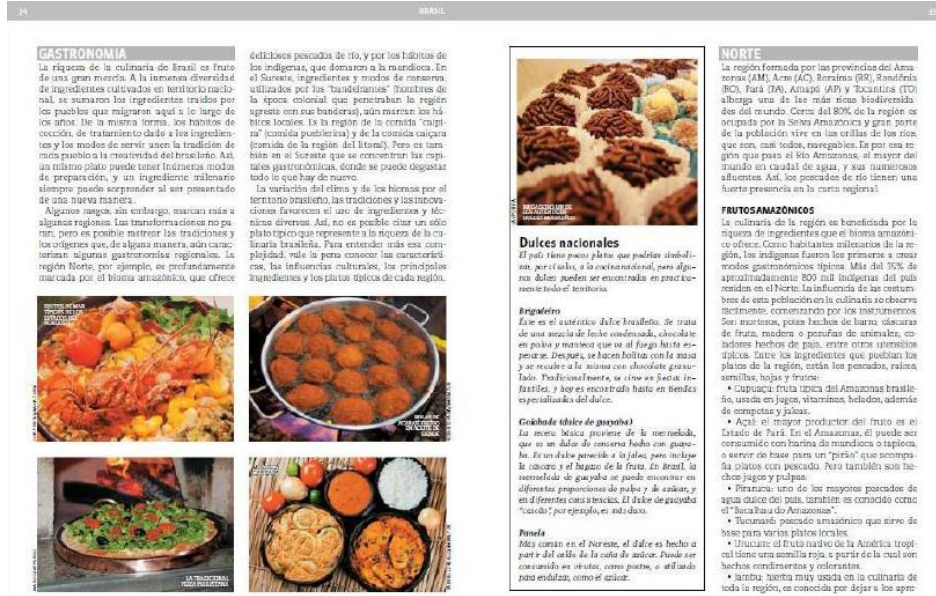 34
BRASIL
35
GASTRONOMIA
La riqueza de la culinaria de Brasil es fruto
de una gran mezcla. A la inmensa diversidad
de ingredientes cultivados en territorio nacio-
nal, se sumaron los ingredientes traídos por
los pueblos que migraron aquí a lo largo de
los años. De la misma forma, los hábitos de
cocción, de tratamiento dado a los ingredien-
tes y los modos de servir unen la tradición de
cada pueblo a la creatividad del brasileño. Así,
un mismo plato puede tener inúmeros modos
de preparación, y un ingrediente milenario
siempre puede sorprender al ser presentado
de una nueva manera.
Algunos rasgos, sin embargo, marcan más a
algunas regiones. Las transformaciones no pa-
ran, pero es posible rastrear las tradiciones y
los orígenes que, de alguna manera, aún carac-
terizan algunas gastronomías regionales. La
región Norte, por ejemplo, es profundamente
marcada por el bioma amazónico, que ofrece
deliciosos pescados de río, y por los hábitos de
los indígenas, que domaron a la mandioca. En
el Sureste, ingredientes y modos de conserva,
utilizados por los "bandeirantes" (hombres de
la época colonial que penetraban la región
agreste con sus banderas), aún marcan los há-
bitos locales. Es la región de la comida "caipi-
ra" (comida pueblerina) y de la comida caiçara
(comida de la región del litoral). Pero es tam-
bién en el Sureste que se concentran las capi-
tales gastronómicas, donde se puede degustar
todo lo que hay de nuevo.
La variación del clima y de los biomas por el
territorio brasileño, las tradiciones y las innova-
ciones favorecen el uso de ingredientes y téc-
nicas diversas. Así, no es posible citar un sólo
plato típico que represente a la riqueza de la cu-
linaria brasileña. Para entender más esa com-
plejidad, vale la pena conocer las característi-
cas, las influencias culturales, los principales
ingredientes y los platos típicos de cada región.
FRUTOS DE MAR
TÍPICOS DE LOS
ESTADOS DEL
BOLAS DE
EN ACEITE DE
DENDÊ
LA TRADICIONAL
PIZZA PAULISTANA
BRIGADEIRO: UNO DE
LOS AUTÉNTICOS
DULCES BRASILEÑOS
Dulces nacionales
El país tiene pocos platos que podrían simboli-
zar, por sí solos, a la cocina nacional, pero algu-
nos dulces pueden ser encontrados en practica-
mente todo el territorio.
Brigadeiro
Éste es el auténtico dulce brasileño. Se trata
de una mezcla de leche condensada, chocolate
en polvo y manteca que va al fuego hasta es-
pesarse. Después, se hacen bolitas con la masa
y se recubre a la misma con chocolate granu-
lado. Tradicionalmente, se sirve en fiestas in-
fantiles, y hoy es encontrado hasta en tiendas
especializadas del dulce.
Goiabada (dulce de guayaba)
La receta básica proviene de la mermelada,
que es un dulce de conserva hecho con guaya-
ba. Es un dulce parecido a la jalea, pero incluye
la cáscara y el bagazo de la fruta. En Brasil, la
mermelada de guayaba se puede encontrar en
diferentes proporciones de pulpa y de azúcar, y
en diferentes consistencias. El dulce de guayaba
"cascão", por ejemplo, es más duro.
Panela
Más común en el Noreste, el dulce es hecho a
partir del caldo de la caña de azúcar. Puede ser
consumido en virutas, como postre, o utilizado
para endulzar, como el azúcar.
NORTE
La región formada por las provincias del Ama-
zonas (AM), Acre (AC), Roraima (RR), Rondônia
(RO), Pará (PA), Amapá (AP) y Tocantins (TO)
alberga una de las más ricas biodiversida-
des del mundo. Cerca del 80% de la región es
ocupada por la Selva Amazónica y gran parte
de la población vive en las orillas de los ríos,
que son, casi todos, navegables. Es por esa re-
gión que pasa el Río Amazonas, el mayor del
mundo en caudal de agua, y sus numerosos
afluentes. Así, los pescados de río tienen una
fuerte presencia en la carta regional.
FRUTOS AMAZÓNICOS
La culinaria de la región es beneficiada por la
riqueza de ingredientes que el bioma amazóni-
co ofrece. Como habitantes milenarios de la re-
gión, los indígenas fueron los primeros a crear
modos gastronómicos típicos. Más del 35% de
aproximadamente 800 mil indígenas del país
residen en el Norte. La influencia de las costum-
bres de esta población en la culinaria se observa
fácilmente, comenzando por los instrumentos.
Son morteros, potes hechos de barro, cáscaras
de fruta, madera o pezuñas de animales, co-
ladores hechos de paja, entre otros utensilios
típicos. Entre los ingredientes que pueblan los
platos de la región, están los pescados, raíces,
semillas, hojas y frutos:
• Cupuaçu: fruta típica del Amazonas brasile-
ño, usada en jugos, vitaminas, helados, además
de compotas y jaleas.
• Açaí: el mayor productor del fruto es el
Estado de Pará. En el Amazonas, él puede ser
consumido con harina de mandioca o tapioca,
o servir de base para un "pirão" que acompa-
ña platos con pescado. Pero también son he-
chos jugos y pulpas.
• Pirarucu: uno de los mayores pescados de
agua dulce del país, también es conocido como
el "Bacalhau do Amazonas".
• Tucunaré: pescado amazónico que sirve de
base para varios platos locales.
• Urucum: el fruto nativo de la América tropi-
cal tiene una semilla roja, a partir de la cual son
hechos condimentos y colorantes.
• Jambu: hierba muy usada en la culinaria de
toda la región, es conocida por dejar a los apre-